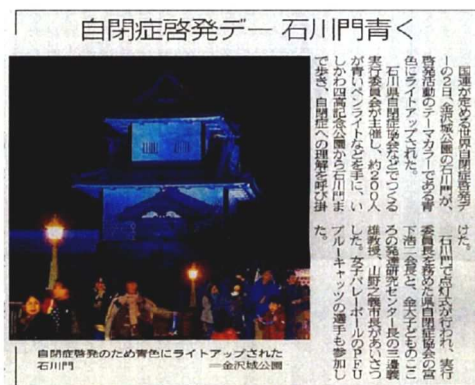 自閉症啓発デー 石川門青く
国連が定める世界自閉症啓発デ
ーの2日、金沢城公園の石川門が、
啓発活動のテーマカラーである青
色にライトアップされた。
石川県自閉症協会などでつくる
実行委員会が主催し、約200人
が青いペンライトなどを手に、い
しかわ四高記念公園から石川門ま
で歩き、自閉症への理解を呼び掛
けた。
石川門で点灯式が行われ、実行
委員長を務めた県自閉症協会の宮
下浩二会長と、金大子どものここ
ろの発達研究センター長の三邉義
雄教授、山野之義市長があいさつ
した。女子バレーボールのPFU
ブルーキャッツの選手も参加し
た。
自閉症啓発のため青色にライトアップされた
石川門 ＝金沢城公園